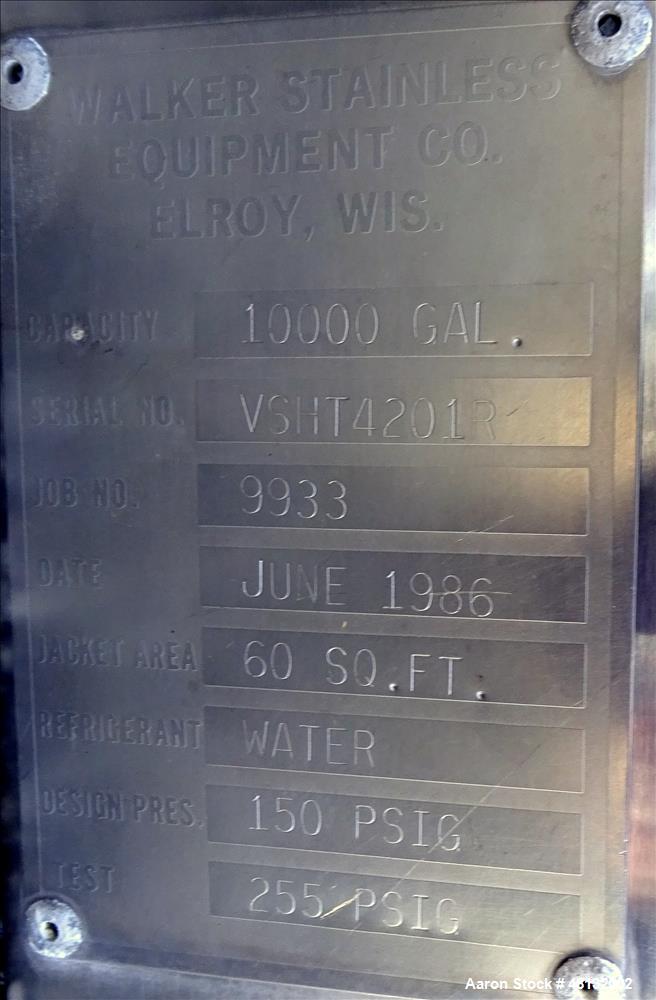 WALKER STAINLESS
EQUIPMENT CO.
ELROY, WIS.
CAPACITY 10000 GAL.
SERIAL NO. VSHT4201R
JOB NO. 9933
DATE JUNE 1986
JACKET AREA 60 SQ.FT.
REFRIGERANT WATER
DESIGN PRES. 150 PSIG
TEST 255 PSIG
Aaron Stock #